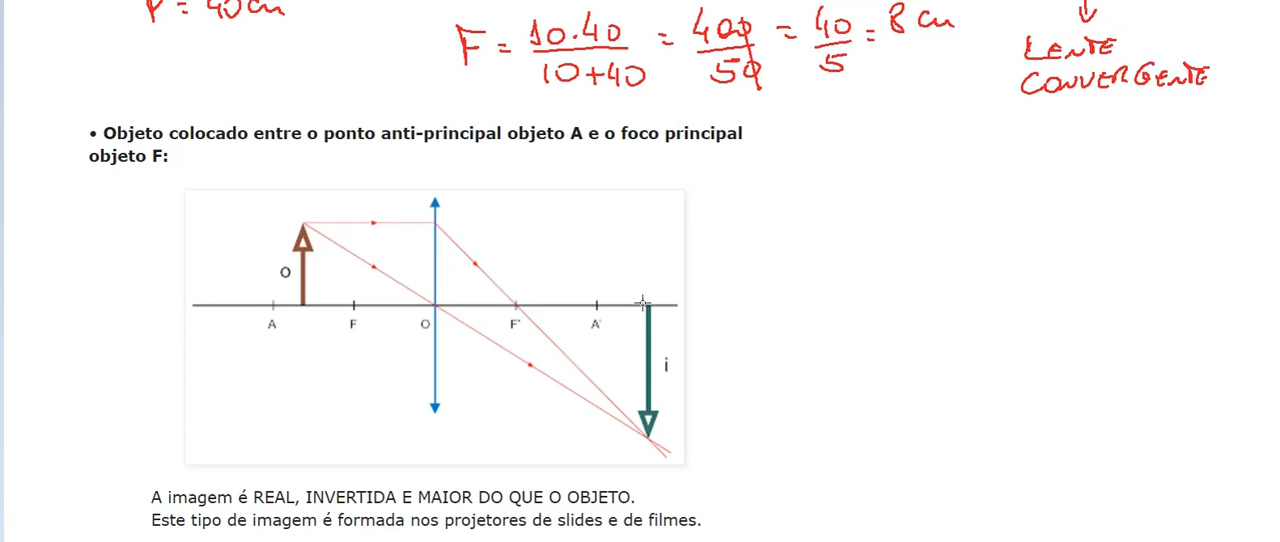 P = 40 cm
F = 10.40 / 10+40 = 400 / 50 = 40 / 5 = 8 cm
LENTE
CONVERGENTE
• Objeto colocado entre o ponto anti-principal objeto A e o foco principal
objeto F:
O
A F O F' A'
i
A imagem é REAL, INVERTIDA E MAIOR DO QUE O OBJETO.
Este tipo de imagem é formada nos projetores de slides e de filmes.